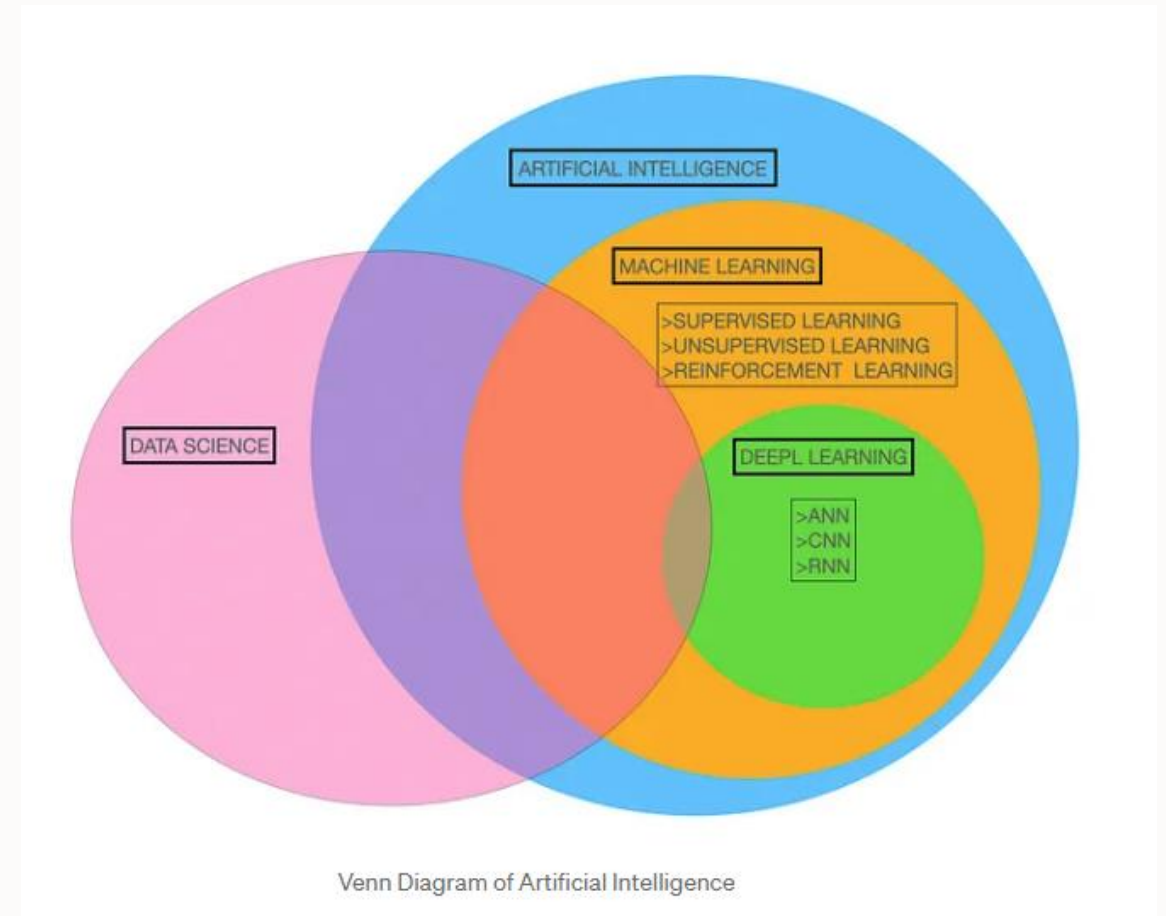 ARTIFICIAL INTELLIGENCE
MACHINE LEARNING
>SUPERVISED LEARNING
>UNSUPERVISED LEARNING
>REINFORCEMENT LEARNING
DATA SCIENCE
DEEPL LEARNING
>ANN
>CNN
>RNN
Venn Diagram of Artificial Intelligence